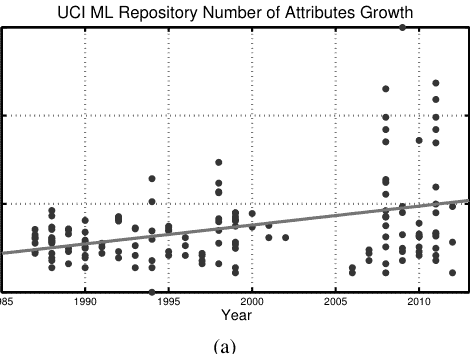 UCI ML Repository Number of Attributes Growth
985 1990 1995 2000 2005 2010
Year
(a)